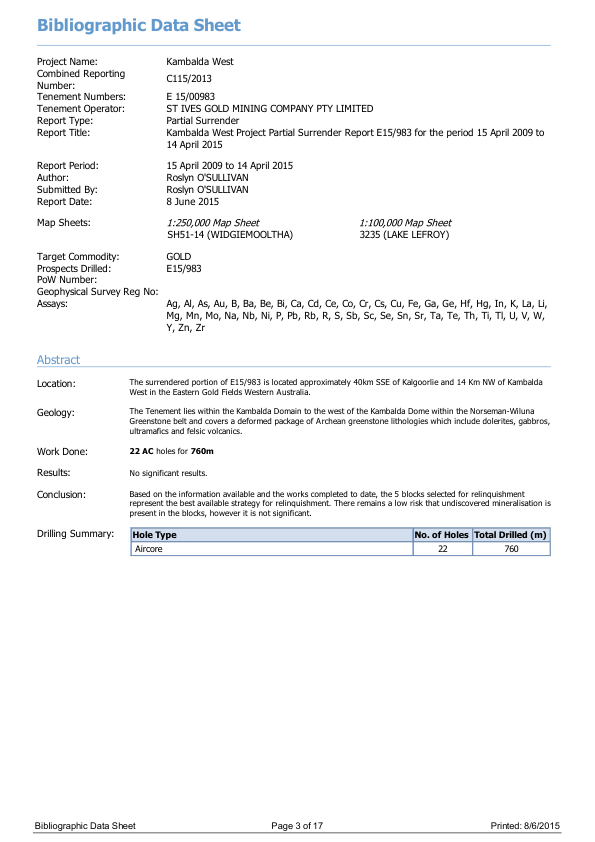 Bibliographic Data Sheet
Project Name: Kambalda West
Combined Reporting
Number: C115/2013
Tenement Numbers: E 15/00983
Tenement Operator: ST IVES GOLD MINING COMPANY PTY LIMITED
Report Type: Partial Surrender
Report Title: Kambalda West Project Partial Surrender Report E15/983 for the period 15 April 2009 to
14 April 2015
Report Period: 15 April 2009 to 14 April 2015
Author: Roslyn O'SULLIVAN
Submitted By: Roslyn O'SULLIVAN
Report Date: 8 June 2015
Map Sheets: 1:250,000 Map Sheet 1:100,000 Map Sheet
SH51-14 (WIDGIEMOOLTHA) 3235 (LAKE LEFROY)
Target Commodity: GOLD
Prospects Drilled: E15/983
PoW Number:
Geophysical Survey Reg No:
Assays: Ag, Al, As, Au, B, Ba, Be, Bi, Ca, Cd, Ce, Co, Cr, Cs, Cu, Fe, Ga, Ge, Hf, Hg, In, K, La, Li,
Mg, Mn, Mo, Na, Nb, Ni, P, Pb, Rb, R, S, Sb, Sc, Se, Sn, Sr, Ta, Te, Th, Ti, Tl, U, V, W,
Y, Zn, Zr
Abstract
Location: The surrendered portion of E15/983 is located approximately 40km SSE of Kalgoorlie and 14 Km NW of Kambalda
West in the Eastern Gold Fields Western Australia.
Geology: The Tenement lies within the Kambalda Domain to the west of the Kambalda Dome within the Norseman-Wiluna
Greenstone belt and covers a deformed package of Archean greenstone lithologies which include dolerites, gabbros,
ultramafics and felsic volcanics.
Work Done: 22 AC holes for 760m
Results: No significant results.
Conclusion: Based on the information available and the works completed to date, the 5 blocks selected for relinquishment
represent the best available strategy for relinquishment. There remains a low risk that undiscovered mineralisation is
present in the blocks, however it is not significant.
Drilling Summary: Hole Type No. of Holes Total Drilled (m)
Aircore 22 760
Bibliographic Data Sheet Page 3 of 17 Printed: 8/6/2015